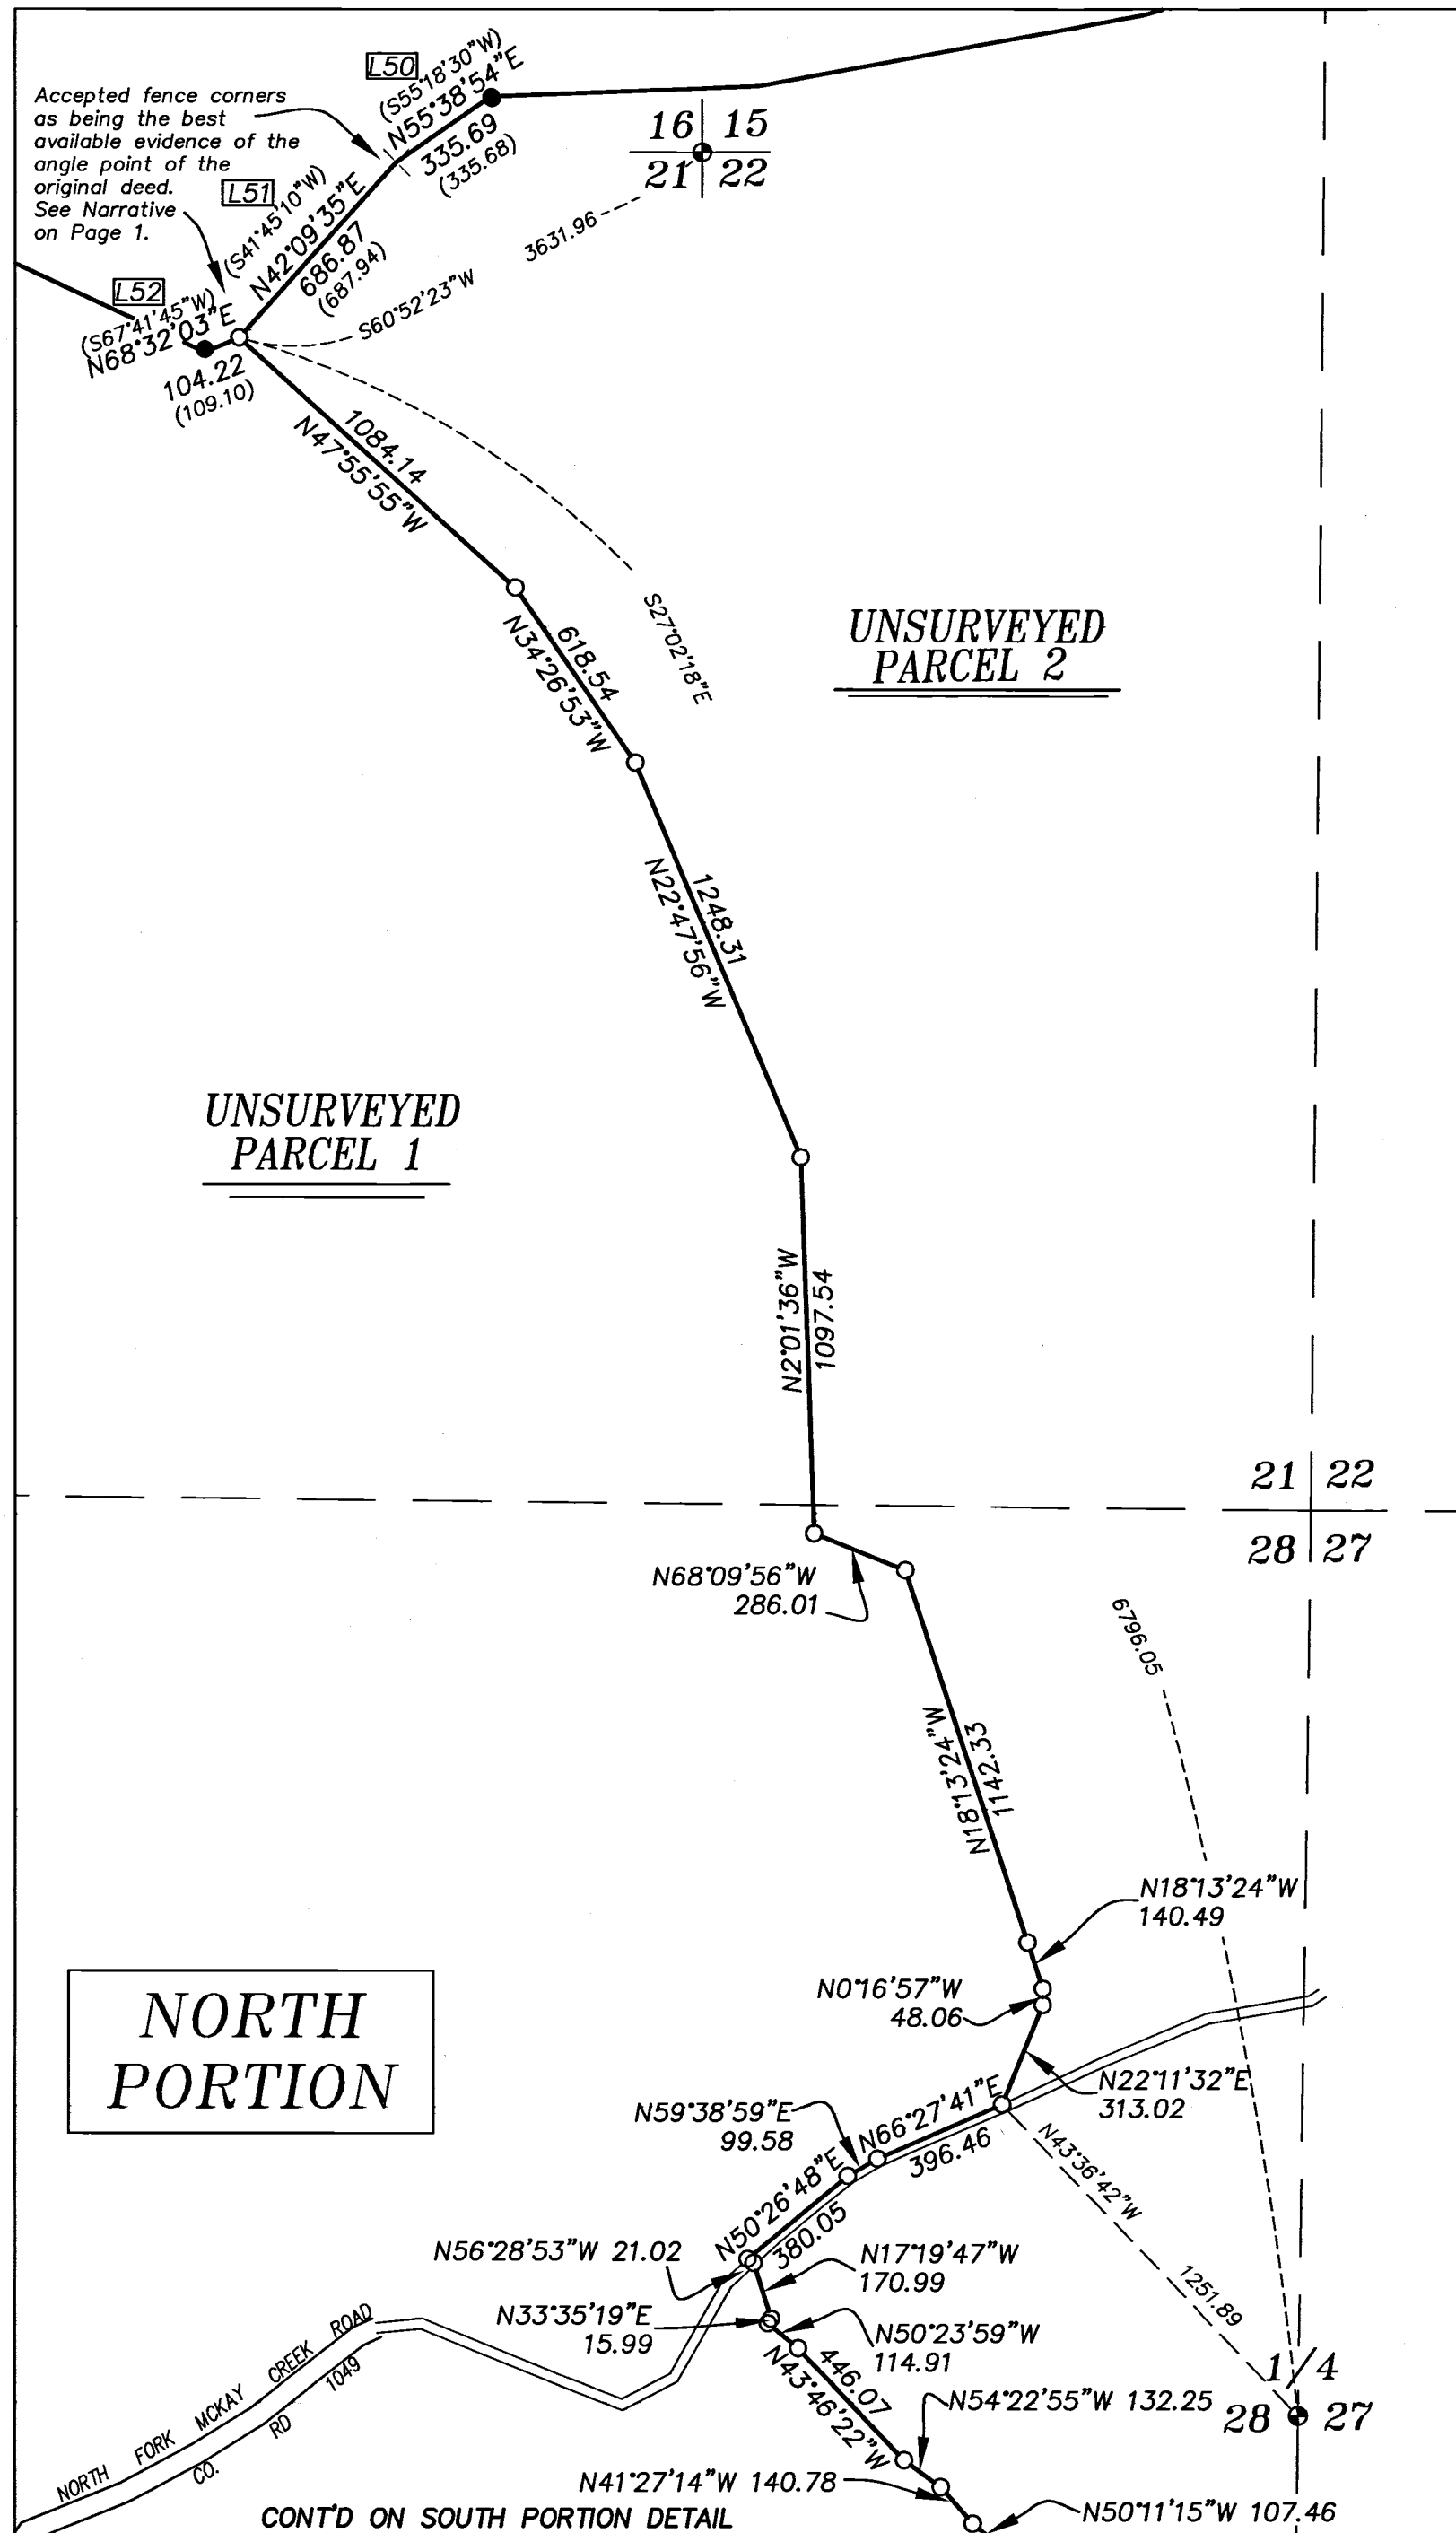 L50
(S55°18'30"W)
N55°38'54"E
335.69
(335.68)
Accepted fence corners
as being the best
available evidence of the
angle point of the
original deed.
See Narrative
on Page 1.
16 15
21 22
L51
(S41°45'10"W)
N42°09'35"E
686.87
(687.94)
3631.96
S60°52'23"W
L52
(S67°41'45"W)
N68°32'03"E
104.22
(109.10)
1084.14
N47°55'55"W
618.54
N34°26'53"W
S27°02'18"E
UNSURVEYED
PARCEL 2
1248.31
N22°47'56"W
UNSURVEYED
PARCEL 1
N2°01'36"W
1097.54
21 22
28 27
N68°09'56"W
286.01
6796.05
N18°13'24"W
1142.33
N18°13'24"W
140.49
N0°16'57"W
48.06
NORTH
PORTION
N22°11'32"E
313.02
N59°38'59"E
99.58
N66°27'41"E
396.46
N43°36'42"W
1251.89
N50°26'48"E
380.05
N56°28'53"W 21.02
N17°19'47"W
170.99
N33°35'19"E
15.99
N50°23'59"W
114.91
446.07
N43°46'22"W
N54°22'55"W 132.25
1/4
28 27
NORTH FORK MCKAY CREEK ROAD
CO. RD 1049
N41°27'14"W 140.78
N50°11'15"W 107.46
CONT'D ON SOUTH PORTION DETAIL